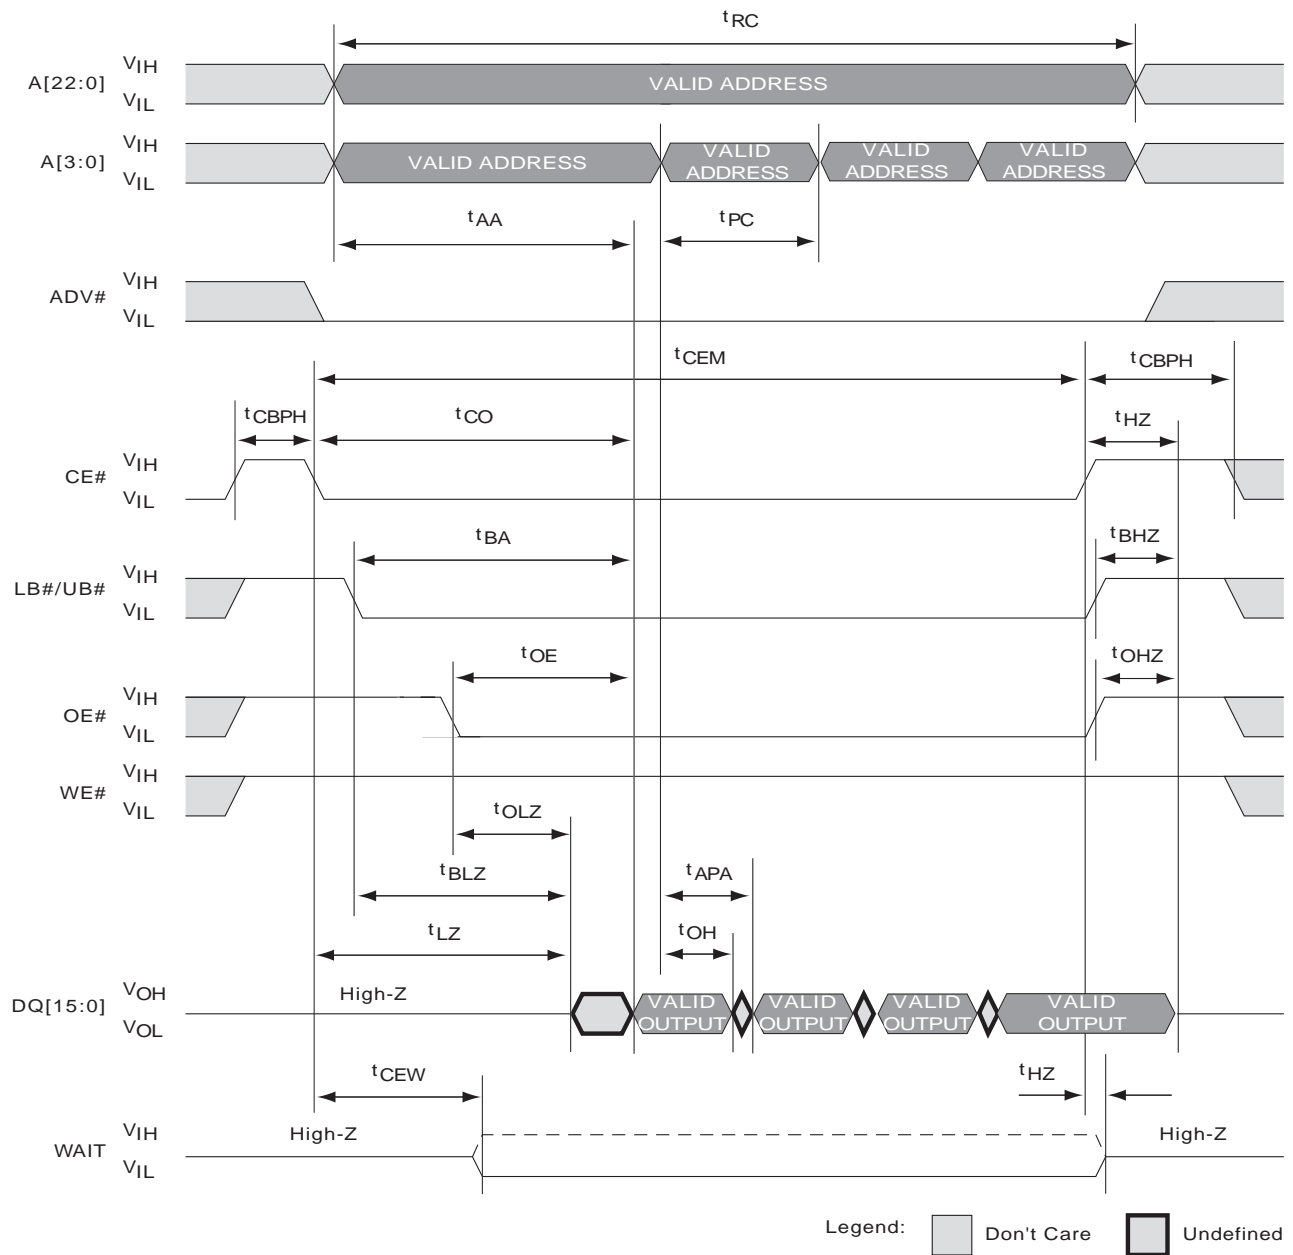 tRC
VIH
A[22:0]
VALID ADDRESS
VIL
VIH
A[3:0]
VALID ADDRESS
VALID
ADDRESS
VALID
ADDRESS
VALID
ADDRESS
VIL
tAA
tPC
VIH
ADV#
VIL
tCEM
tCBPH
tCBPH
tCO
tHZ
VIH
CE#
VIL
tBA
tBHZ
VIH
LB#/UB#
VIL
tOE
tOHZ
VIH
OE#
VIL
VIH
WE#
VIL
tOLZ
tBLZ
tAPA
tLZ
tOH
VOH
DQ[15:0]
VOL
High-Z
VALID
OUTPUT
VALID
OUTPUT
VALID
OUTPUT
VALID
OUTPUT
tCEW
tHZ
VIH
WAIT
VIL
High-Z
High-Z
Legend:
Don't Care
Undefined